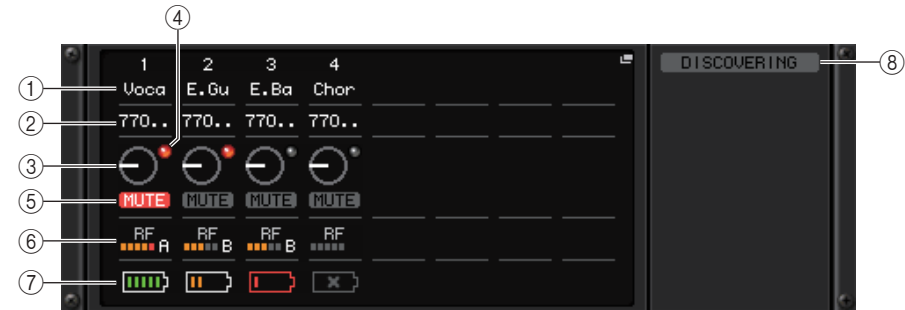 ④
1 2 3 4
DISCOVERING ⑧
① Voca E.Gu E.Ba Chor
② 770.. 770.. 770.. 770..
③
⑤ MUTE MUTE MUTE MUTE
⑥ RF A RF B RF B RF
⑦